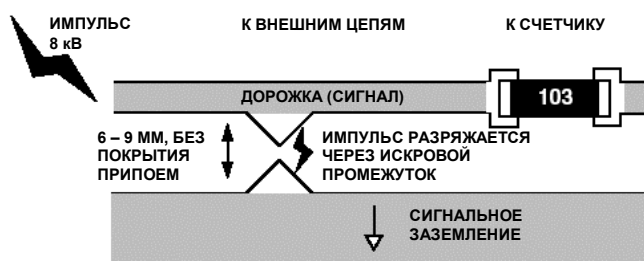 ИМПУЛЬС
8 кВ
К ВНЕШНИМ ЦЕПЯМ
К СЧЕТЧИКУ
ДОРОЖКА (СИГНАЛ)
103
6 – 9 ММ, БЕЗ
ПОКРЫТИЯ
ПРИПОЕМ
ИМПУЛЬС РАЗРЯЖАЕТСЯ
ЧЕРЕЗ ИСКРОВОЙ
ПРОМЕЖУТОК
СИГНАЛЬНОЕ
ЗАЗЕМЛЕНИЕ